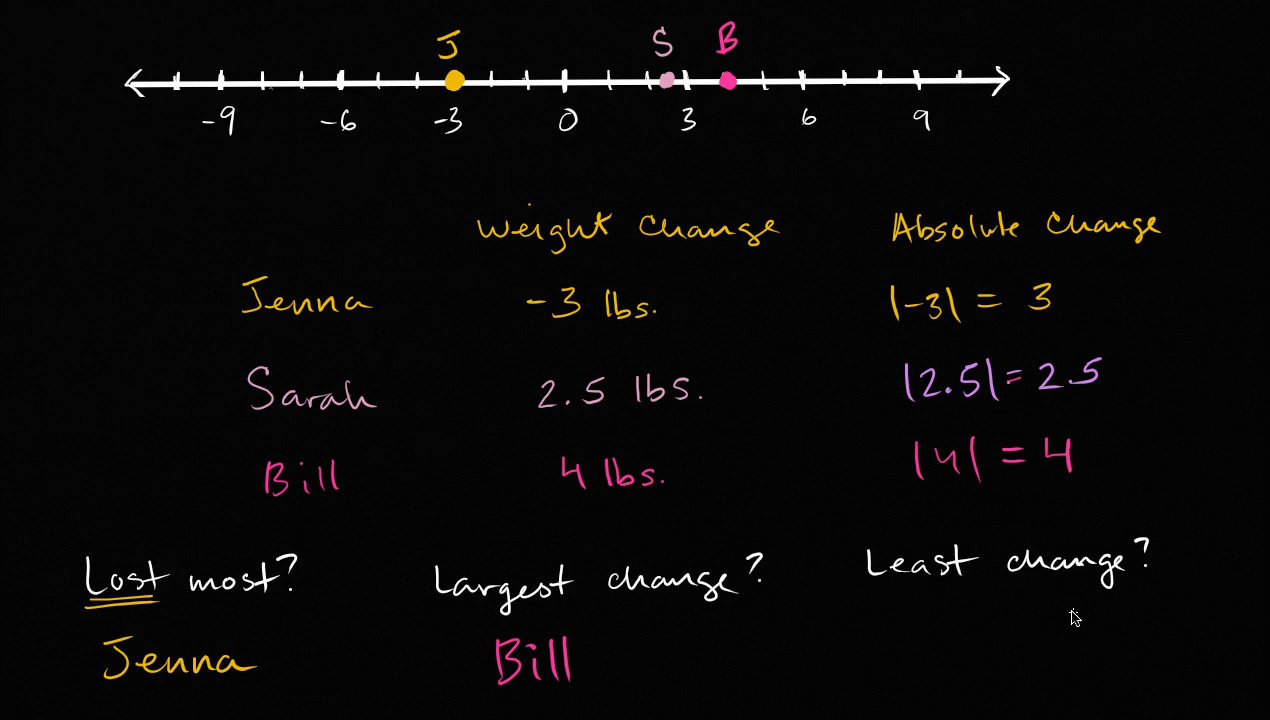 J S B
-9 -6 -3 0 3 6 9
Weight Change Absolute Change
Jenna -3 lbs. |-3| = 3
Sarah 2.5 lbs. |2.5| = 2.5
Bill 4 lbs. |4| = 4
Lost most? Largest change? Least change?
Jenna Bill